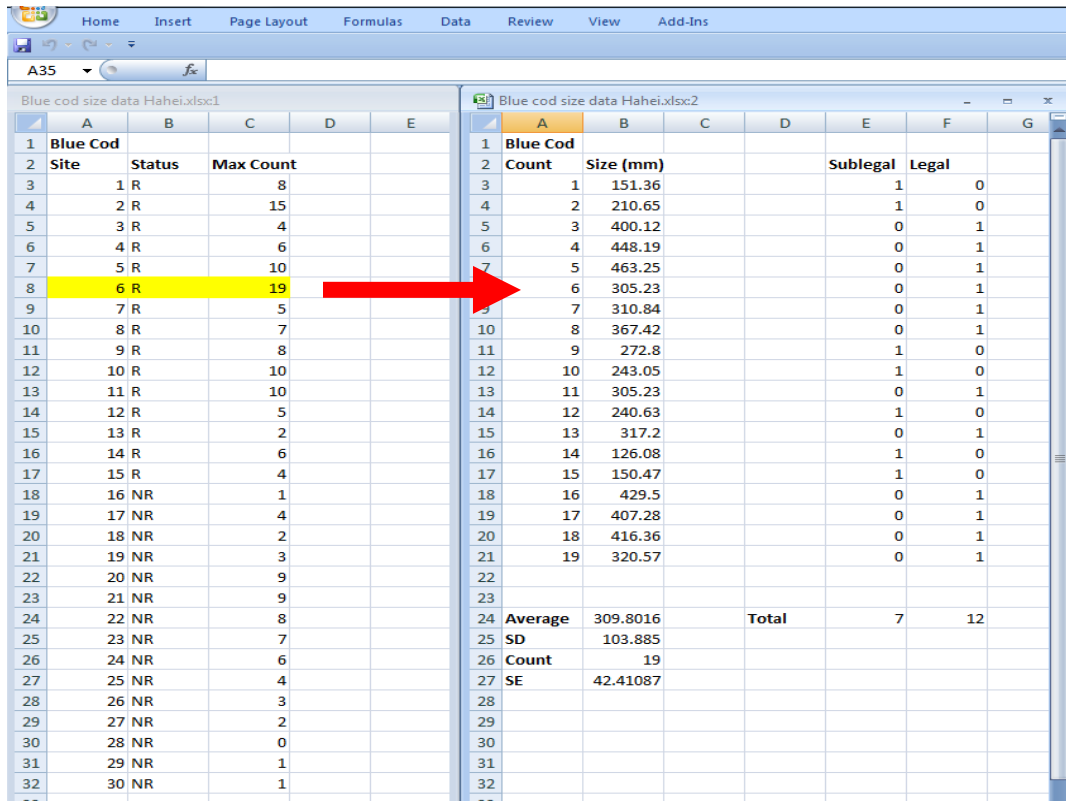 Home Insert Page Layout Formulas Data Review View Add-Ins
A35 fx
Blue cod size data Hahei.xlsx:1
A B C D E
1 Blue Cod
2 Site Status Max Count
3 1 R 8
4 2 R 15
5 3 R 4
6 4 R 6
7 5 R 10
8 6 R 19
9 7 R 5
10 8 R 7
11 9 R 8
12 10 R 10
13 11 R 10
14 12 R 5
15 13 R 2
16 14 R 6
17 15 R 4
18 16 NR 1
19 17 NR 4
20 18 NR 2
21 19 NR 3
22 20 NR 9
23 21 NR 9
24 22 NR 8
25 23 NR 7
26 24 NR 6
27 25 NR 4
28 26 NR 3
29 27 NR 2
30 28 NR 0
31 29 NR 1
32 30 NR 1
Blue cod size data Hahei.xlsx:2
A B C D E F G
1 Blue Cod
2 Count Size (mm) Sublegal Legal
3 1 151.36 1 0
4 2 210.65 1 0
5 3 400.12 0 1
6 4 448.19 0 1
7 5 463.25 0 1
6 305.23 0 1
9 7 310.84 0 1
10 8 367.42 0 1
11 9 272.8 1 0
12 10 243.05 1 0
13 11 305.23 0 1
14 12 240.63 1 0
15 13 317.2 0 1
16 14 126.08 1 0
17 15 150.47 1 0
18 16 429.5 0 1
19 17 407.28 0 1
20 18 416.36 0 1
21 19 320.57 0 1
22
23
24 Average 309.8016 Total 7 12
25 SD 103.885
26 Count 19
27 SE 42.41087
28
29
30
31
32